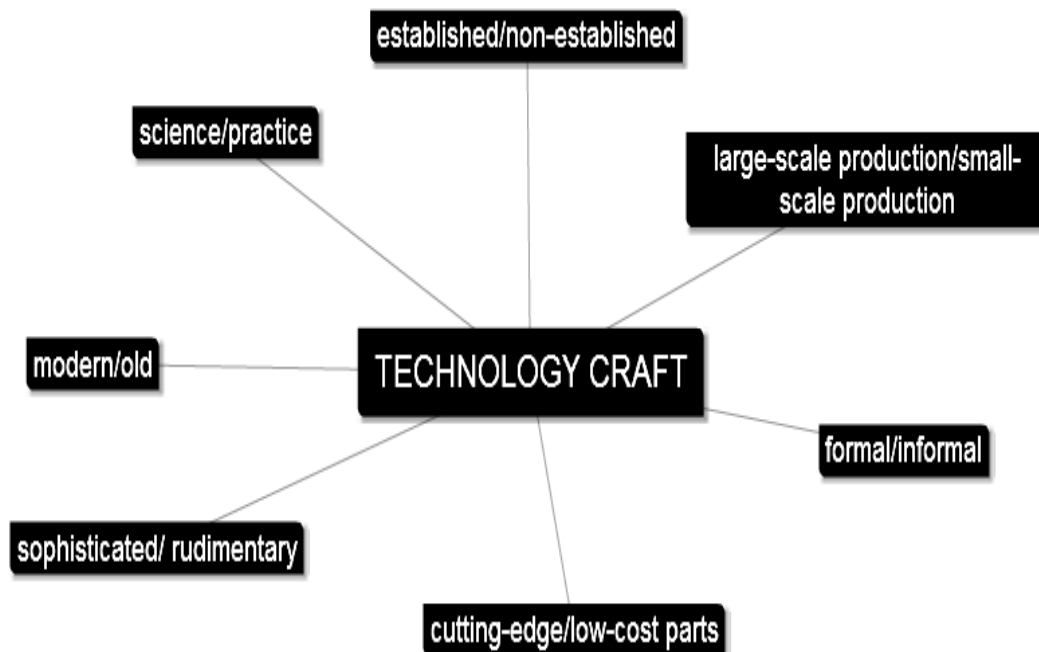 established/non-established
science/practice
large-scale production/small-
scale production
modern/old
TECHNOLOGY CRAFT
formal/informal
sophisticated/ rudimentary
cutting-edge/low-cost parts